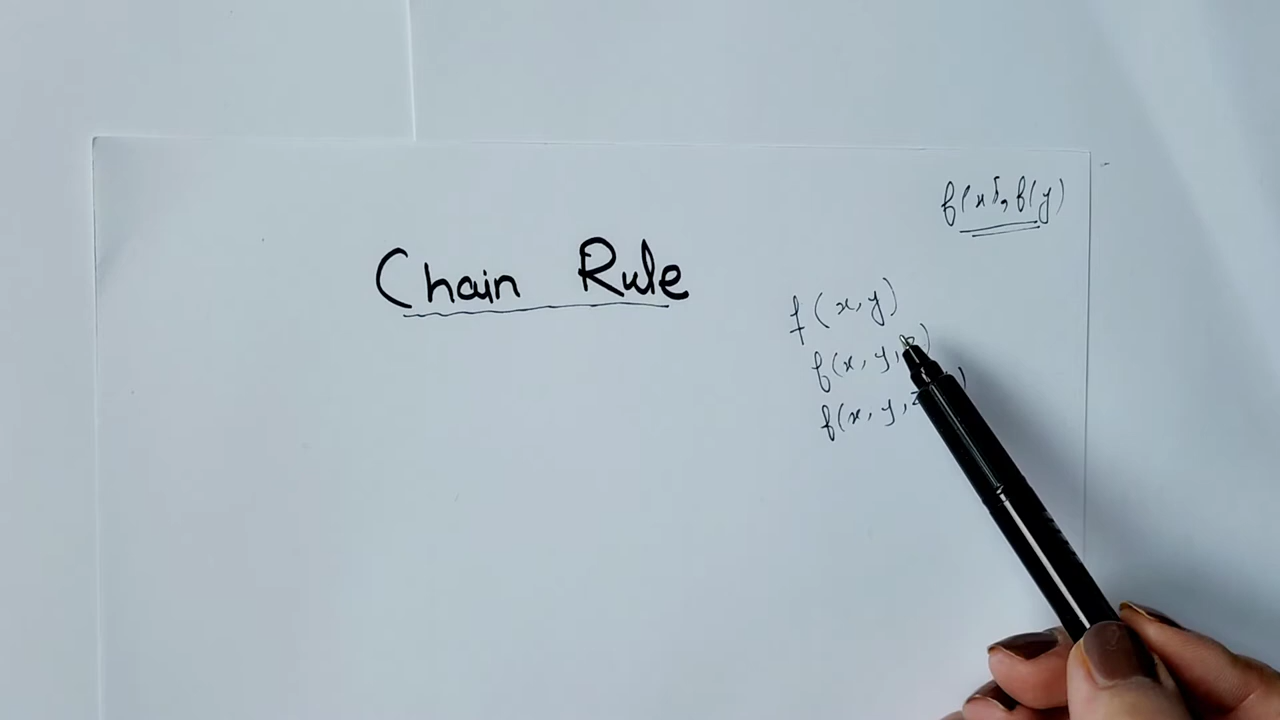 f(x), f(y)
Chain Rule
f(x, y)
f(x, y,
f(x, y, z